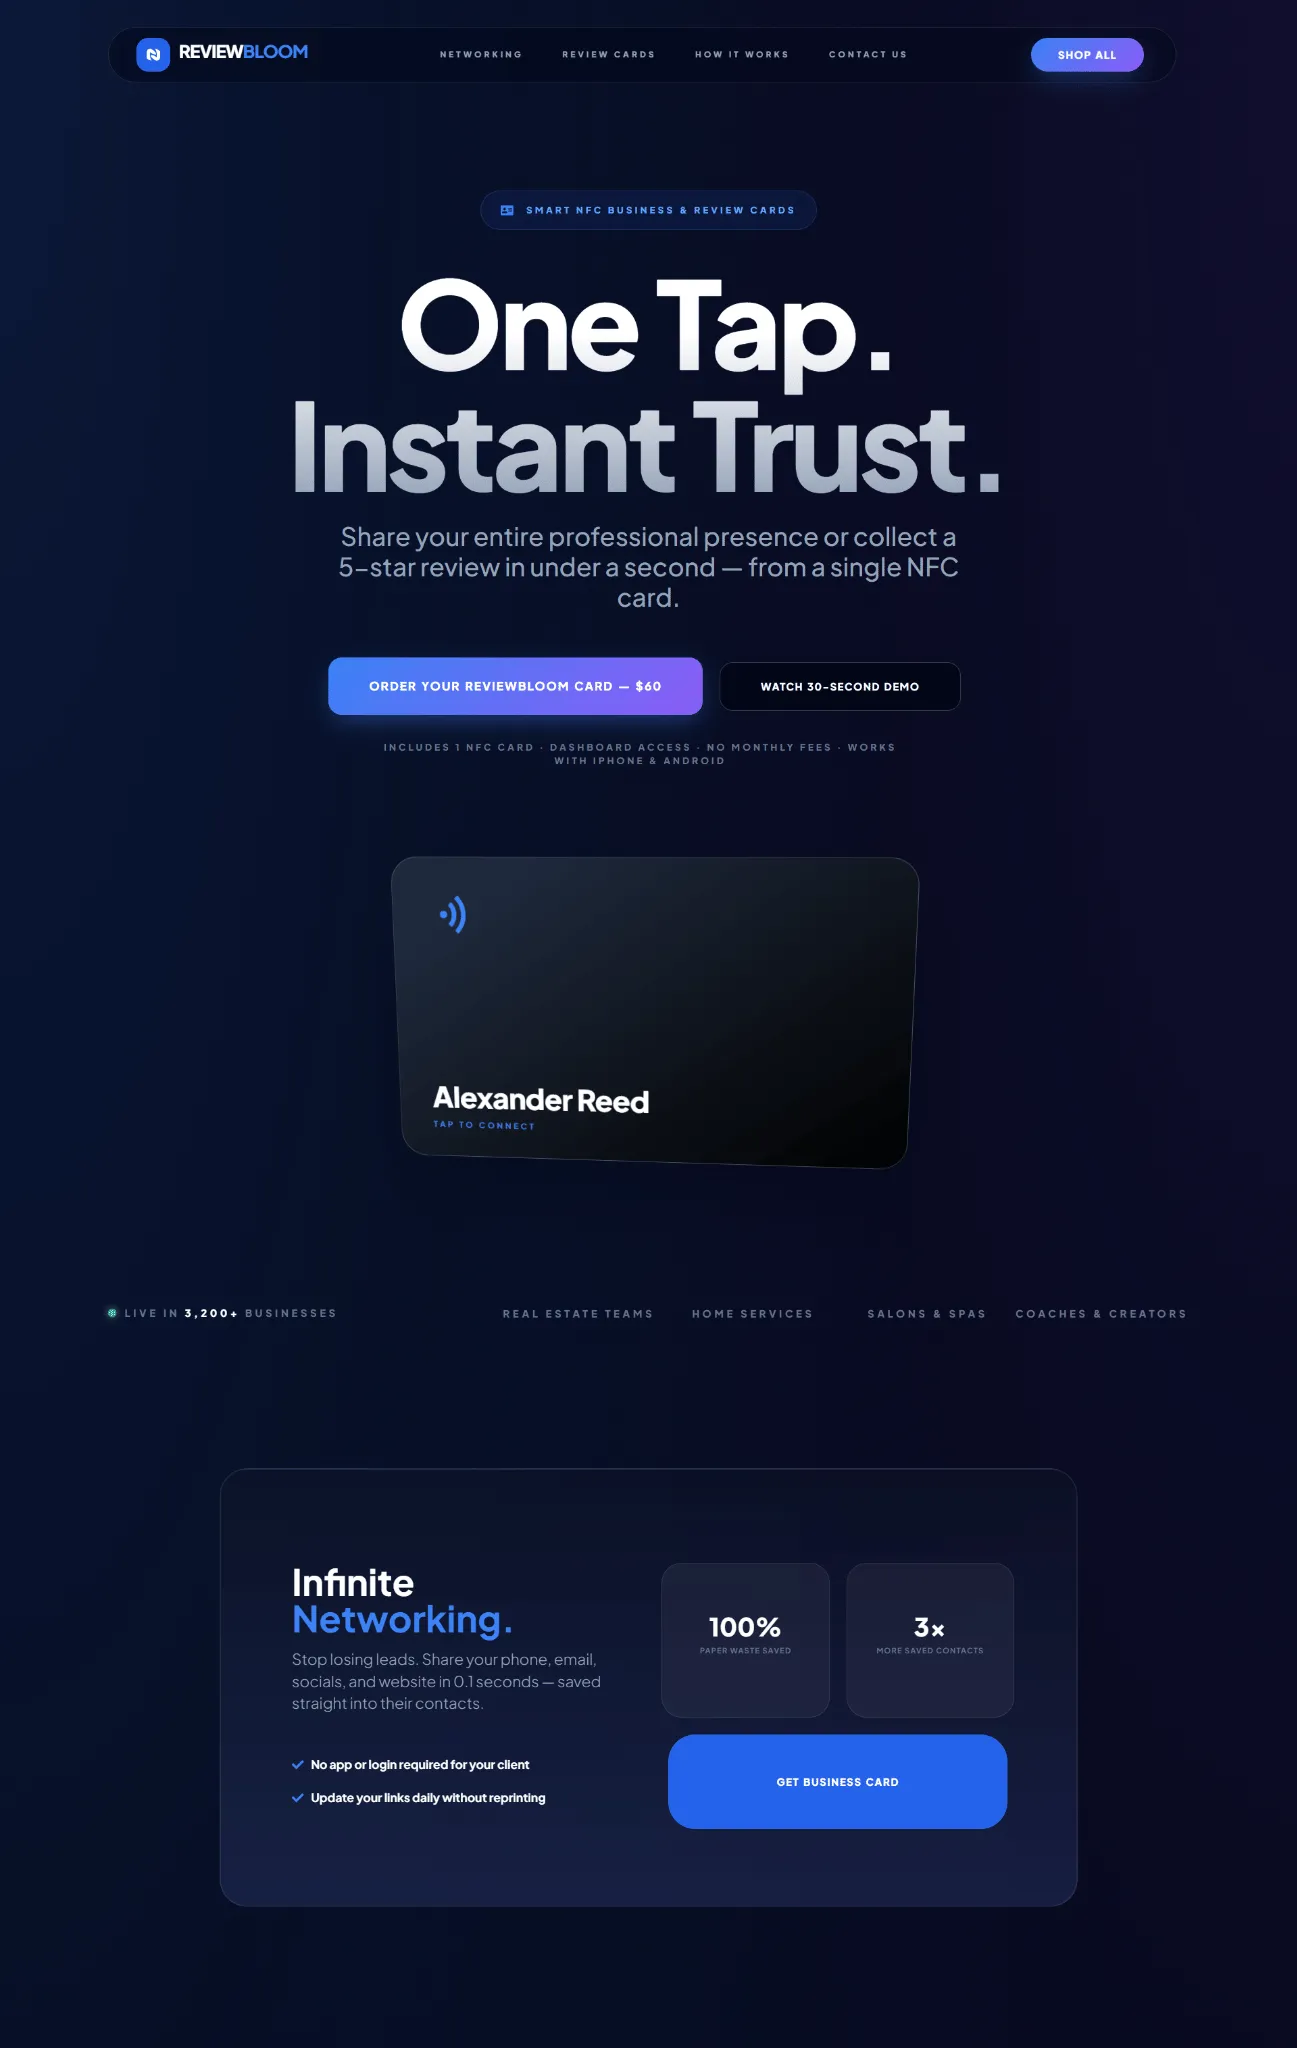 REVIEWBLOOM
NETWORKING
REVIEW CARDS
HOW IT WORKS
CONTACT US
SHOP ALL
SMART NFC BUSINESS & REVIEW CARDS
One Tap.
Instant Trust.
Share your entire professional presence or collect a
5-star review in under a second — from a single NFC
card.
ORDER YOUR REVIEWBLOOM CARD — $60
WATCH 30-SECOND DEMO
INCLUDES 1 NFC CARD · DASHBOARD ACCESS · NO MONTHLY FEES · WORKS
WITH IPHONE & ANDROID
Alexander Reed
TAP TO CONNECT
LIVE IN 3,200+ BUSINESSES
REAL ESTATE TEAMS
HOME SERVICES
SALONS & SPAS
COACHES & CREATORS
Infinite
Networking.
Stop losing leads. Share your phone, email,
socials, and website in 0.1 seconds — saved
straight into their contacts.
No app or login required for your client
Update your links daily without reprinting
100%
PAPER WASTE SAVED
3×
MORE SAVED CONTACTS
GET BUSINESS CARD